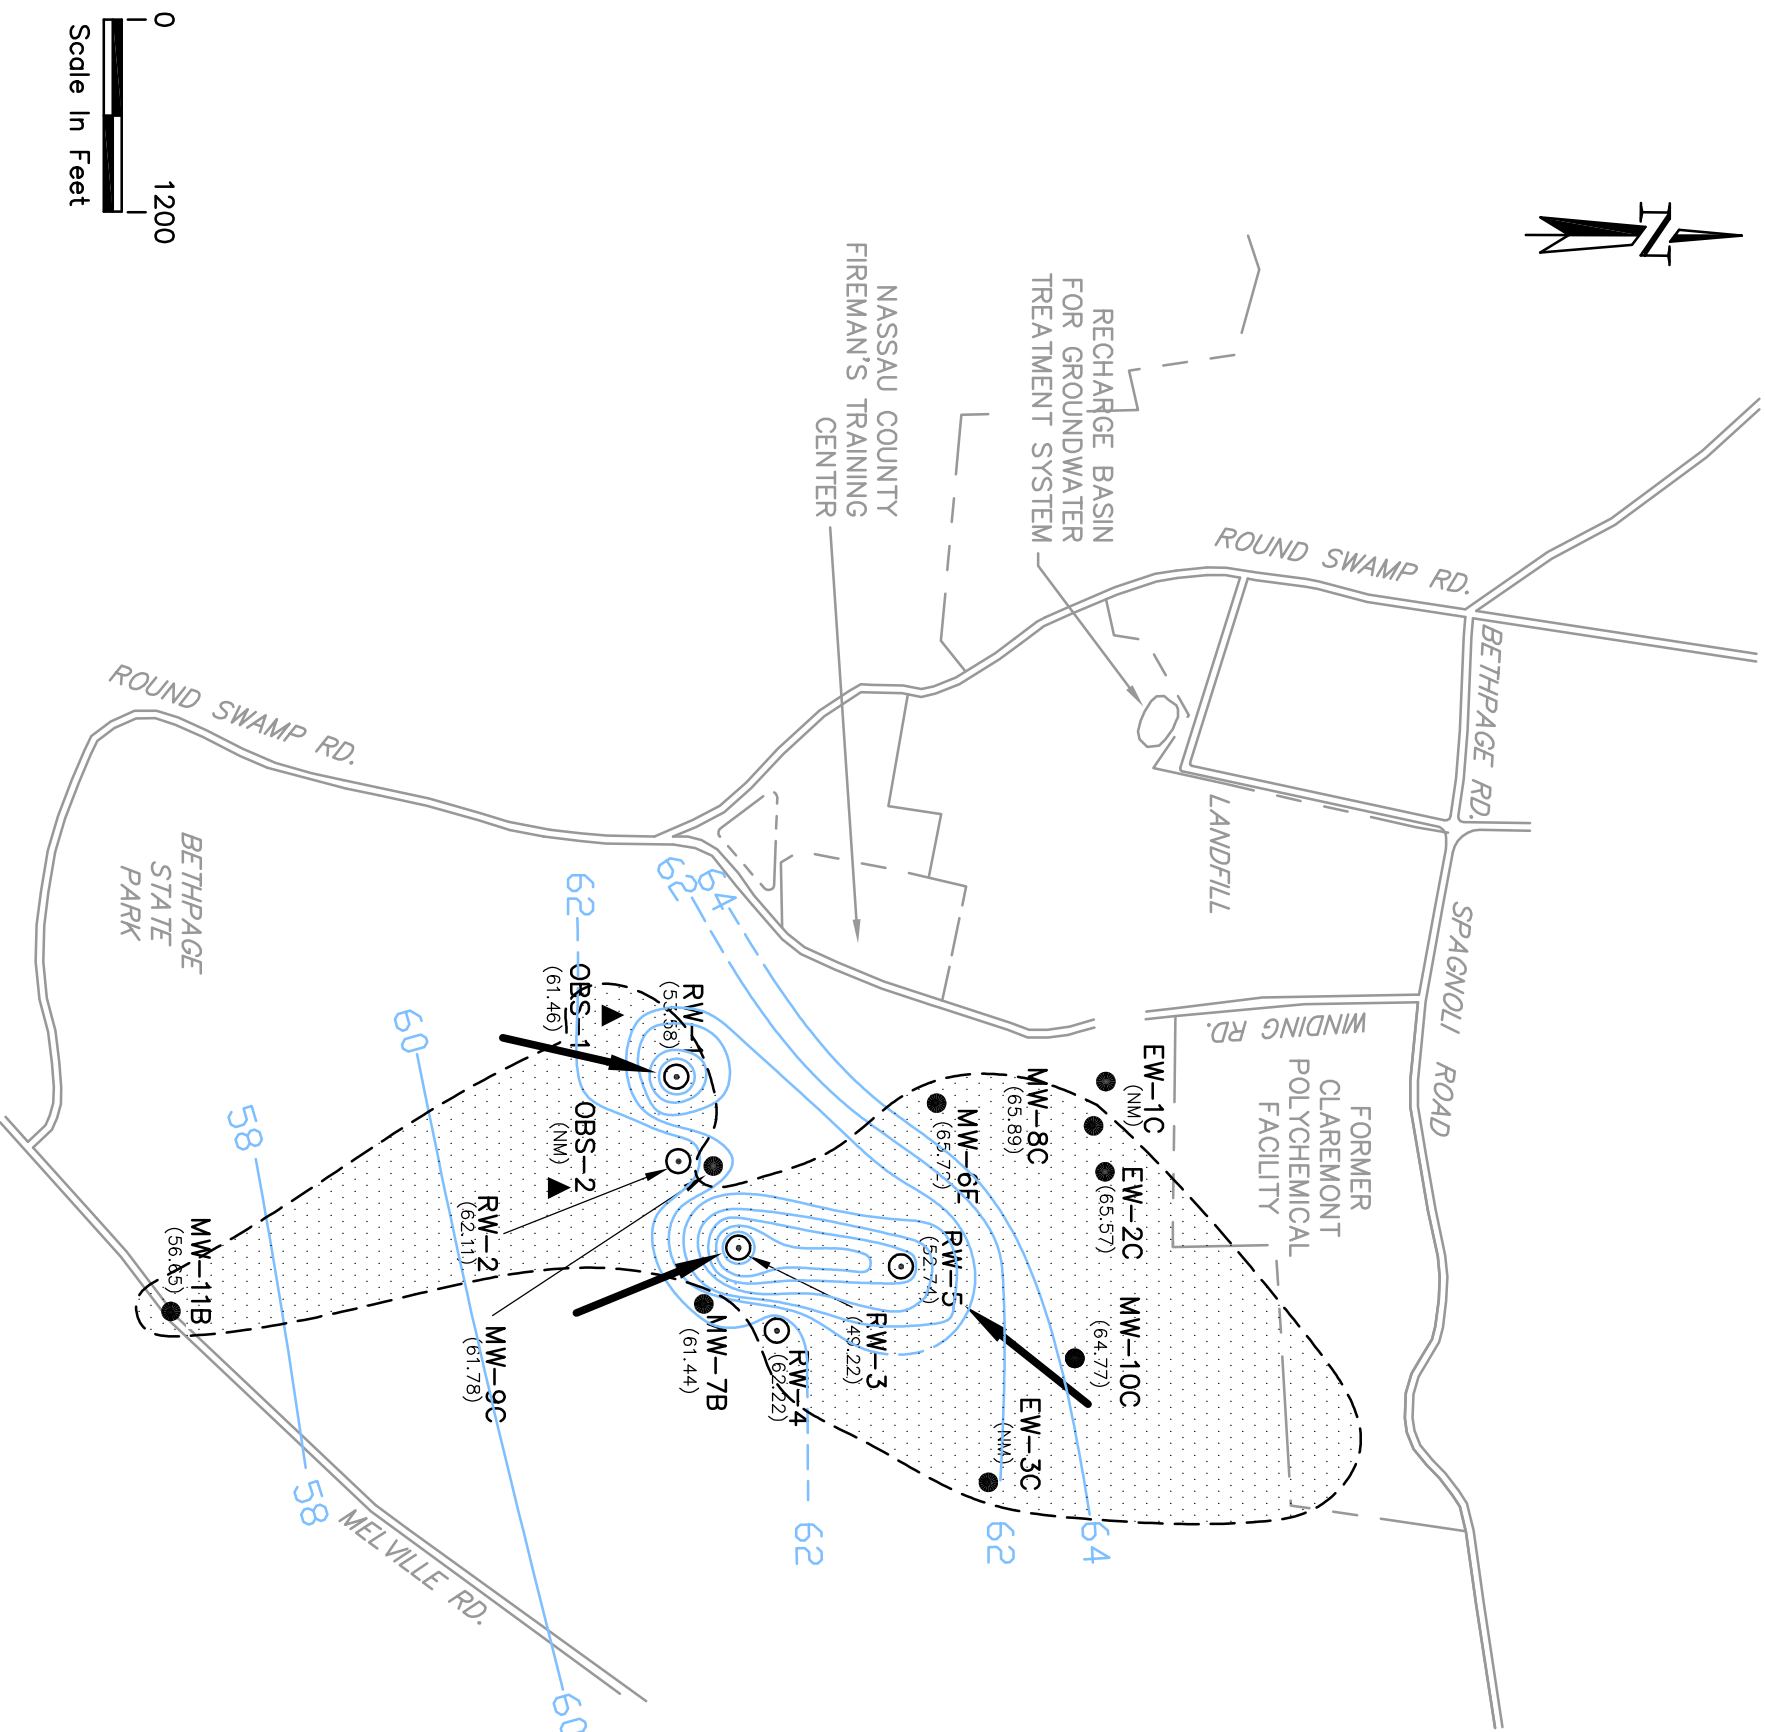 N
0
1200
Scale In Feet
RECHARGE BASIN
FOR GROUNDWATER
TREATMENT SYSTEM
NASSAU COUNTY
FIREMAN'S TRAINING
CENTER
ROUND SWAMP RD.
BETHPAGE RD.
LANDFILL
SPAGNOLI ROAD
WINDING RD.
FORMER
CLAREMONT
POLYCHEMICAL
FACILITY
ROUND SWAMP RD.
BETHPAGE
STATE
PARK
MELVILLE RD.
EW-1C
(NM)
EW-2C
(65.57)
MW-10C
(64.77)
EW-3C
(NM)
MW-8C
(65.89)
MW-6E
RW-5
(52.74)
RW-3
(49.22)
RW-4
(62.22)
MW-7B
(61.44)
RW-1
OBS-1
(61.46)
OBS-2
(NM)
RW-2
(62.11)
MW-9C
(61.78)
MW-11B
(56.65)
64
62
62
60
58
64
62
62
60
58